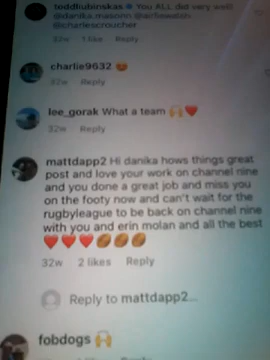 toddliubinskas You ALL did very well!
@charlescroucher
32w 1 like Reply
charlie9632 😍
32w Reply
lee_gorak What a team 🙌❤️
32w Reply
mattdapp2 Hi danika hows things great
post and love your work on channel nine
and you done a great job and miss you
on the footy now and can't wait for the
rugbyleague to be back on channel nine
with you and erin molan and all the best
❤️❤️❤️🏉🏉🏉
32w 2 likes Reply
Reply to mattdapp2...
fobdogs 🙌